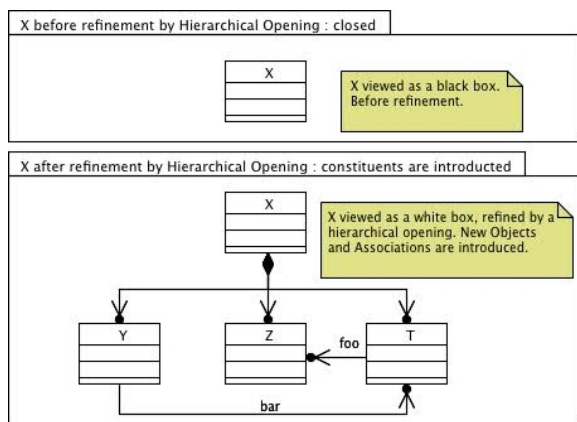 X before refinement by Hierarchical Opening : closed
X
X viewed as a black box.
Before refinement.
X after refinement by Hierarchical Opening : constituents are introducted
X
X viewed as a white box, refined by a
hierarchical opening. New Objects
and Associations are introduced.
Y
Z
T
foo
bar